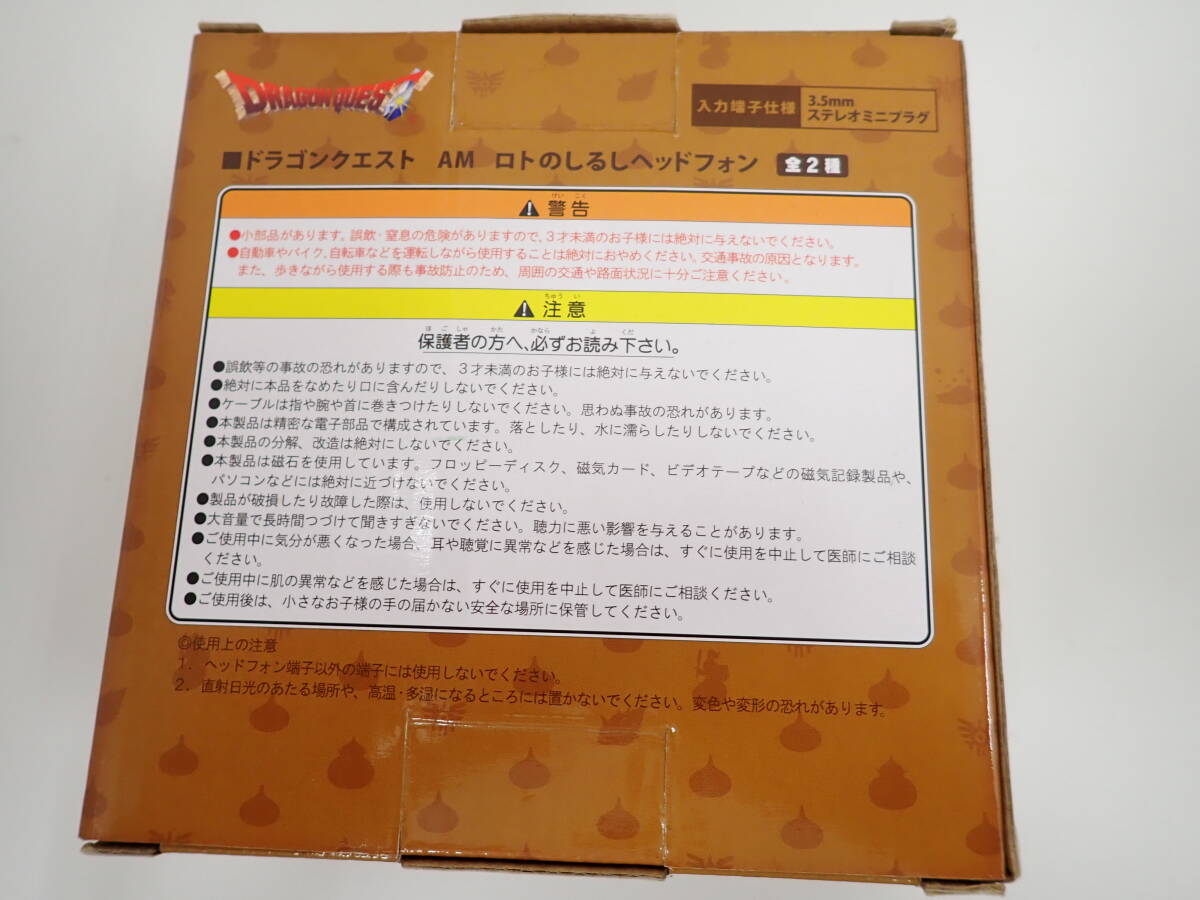 DRAGON QUEST
入力端子仕様
3.5mm
ステレオミニプラグ
■ドラゴンクエスト AM ロトのしるしヘッドフォン 全2種
けい こく
警告
●小部品があります。誤飲・窒息の危険がありますので、3才未満のお子様には絶対に与えないでください。
●自動車やバイク、自転車などを運転しながら使用することは絶対におやめください。交通事故の原因となります。
また、歩きながら使用する際も事故防止のため、周囲の交通や路面状況に十分ご注意ください。
ちゅう い
注意
ほ ご しゃ かた かなら よ くだ
保護者の方へ、必ずお読み下さい。
●誤飲等の事故の恐れがありますので、3才未満のお子様には絶対に与えないでください。
●絶対に本品をなめたり口に含んだりしないでください。
●ケーブルは指や腕や首に巻きつけたりしないでください。思わぬ事故の恐れがあります。
●本製品は精密な電子部品で構成されています。落としたり、水に濡らしたりしないでください。
●本製品の分解、改造は絶対にしないでください。
●本製品は磁石を使用しています。フロッピーディスク、磁気カード、ビデオテープなどの磁気記録製品や、
パソコンなどには絶対に近づけないでください。
●製品が破損したり故障した際は、使用しないでください。
●大音量で長時間つづけて聞きすぎないでください。聴力に悪い影響を与えることがあります。
●ご使用中に気分が悪くなった場合、耳や聴覚に異常などを感じた場合は、すぐに使用を中止して医師にご相談
ください。
●ご使用中に肌の異常などを感じた場合は、すぐに使用を中止して医師にご相談ください。
●ご使用後は、小さなお子様の手の届かない安全な場所に保管してください。
◎使用上の注意
1. ヘッドフォン端子以外の端子には使用しないでください。
2. 直射日光のあたる場所や、高温・多湿になるところには置かないでください。変色や変形の恐れがあります。